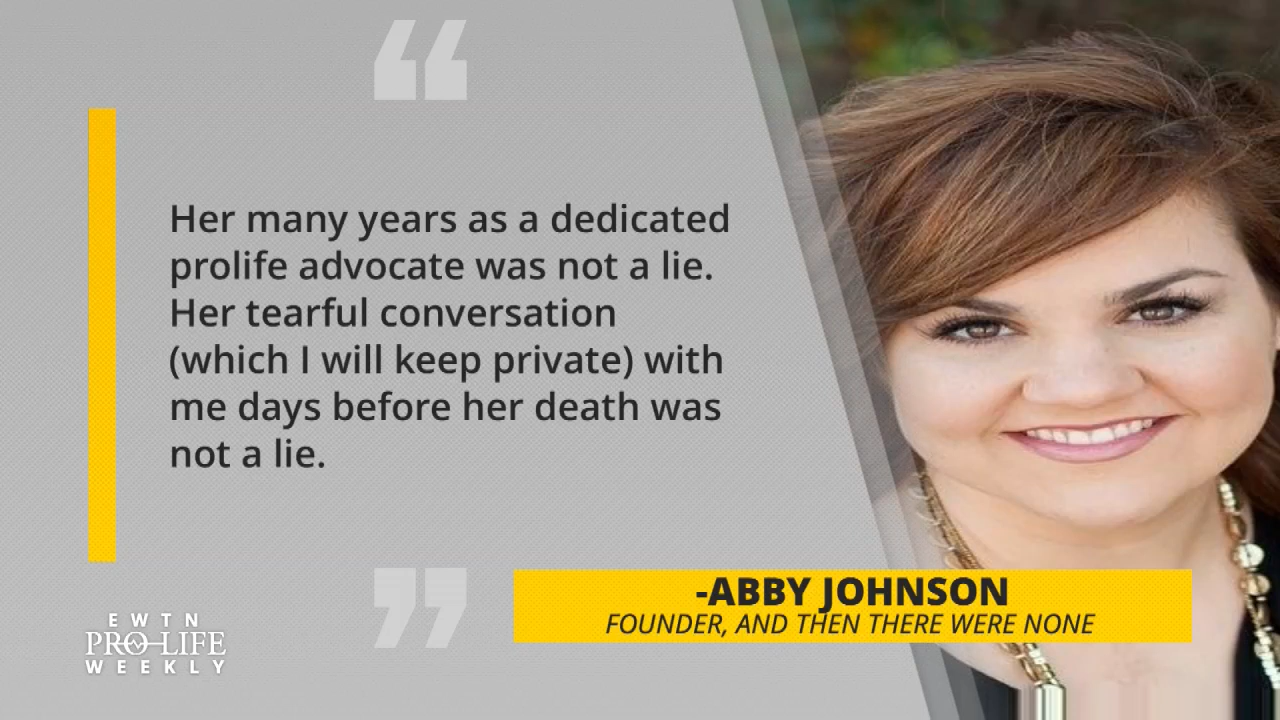 “
Her many years as a dedicated
prolife advocate was not a lie.
Her tearful conversation
(which I will keep private) with
me days before her death was
not a lie.
”
-ABBY JOHNSON
FOUNDER, AND THEN THERE WERE NONE
EWTN
PRO-LIFE
WEEKLY